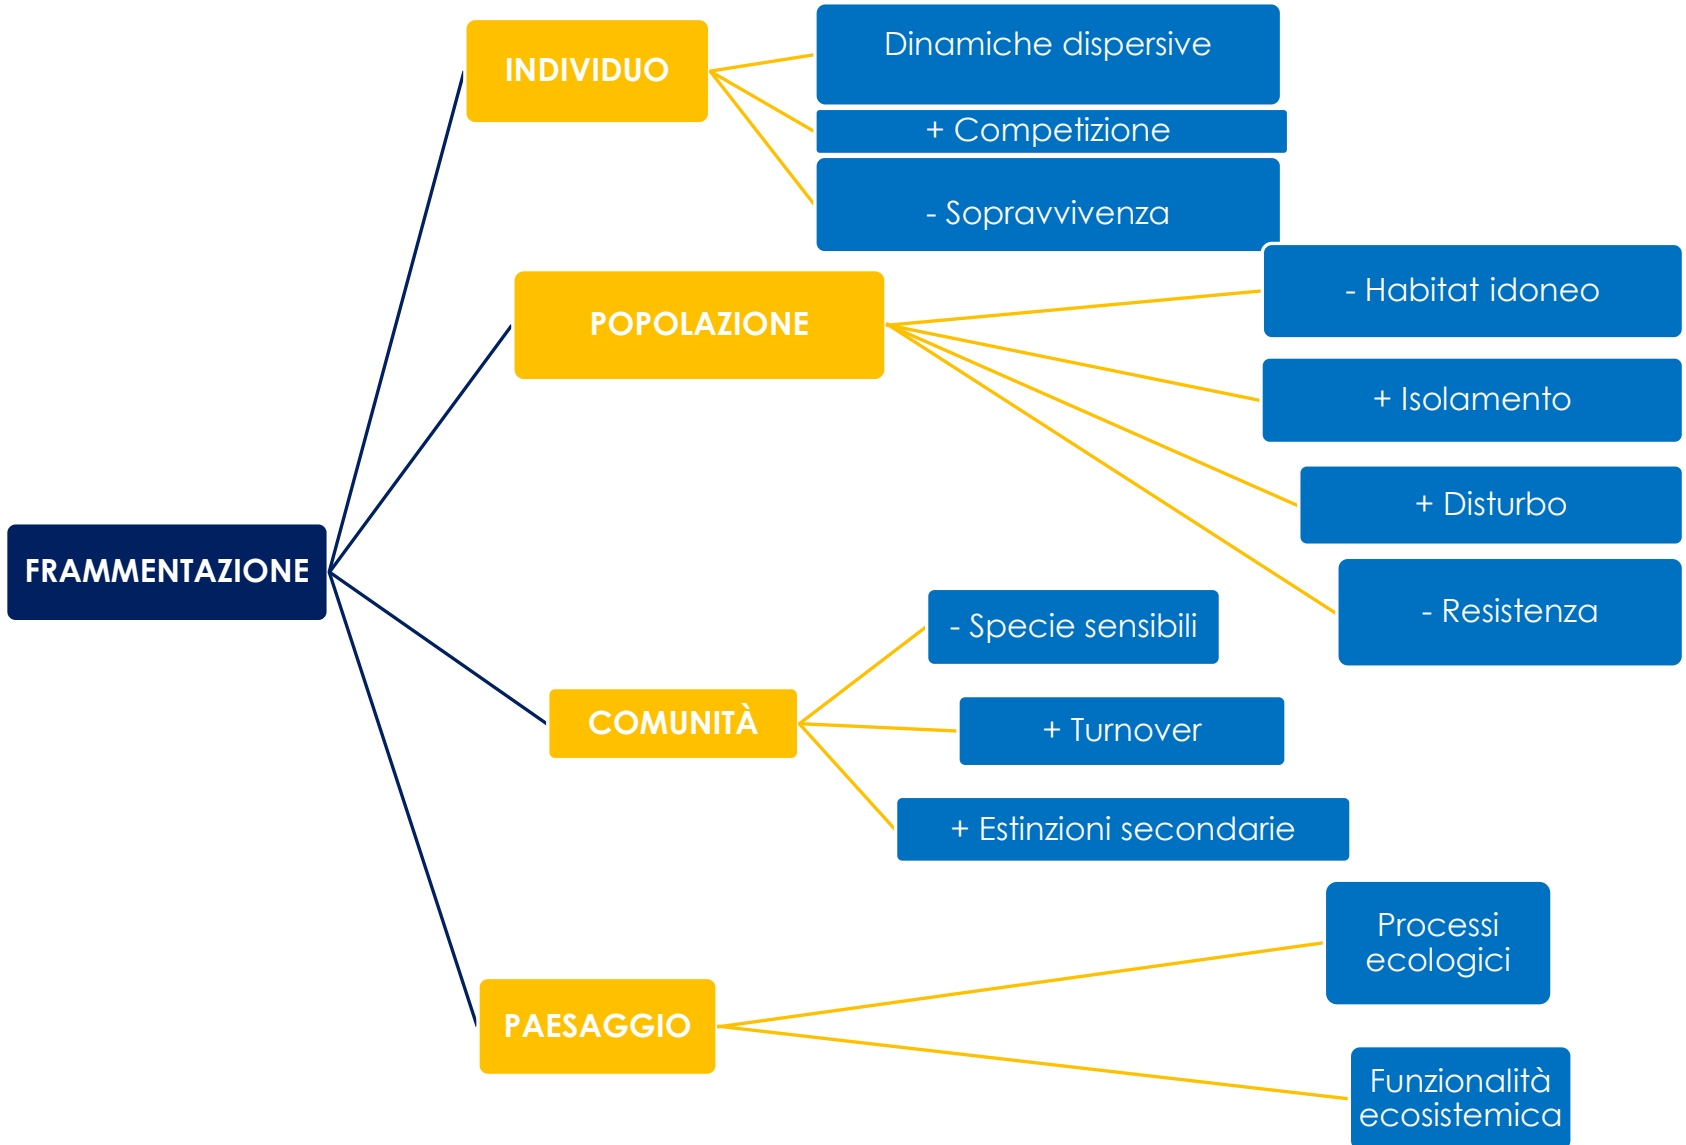 FRAMMENTAZIONE
INDIVIDUO
Dinamiche dispersive
+ Competizione
- Sopravvivenza
POPOLAZIONE
- Habitat idoneo
+ Isolamento
+ Disturbo
- Resistenza
COMUNITÀ
- Specie sensibili
+ Turnover
+ Estinzioni secondarie
PAESAGGIO
Processi
ecologici
Funzionalità
ecosistemica